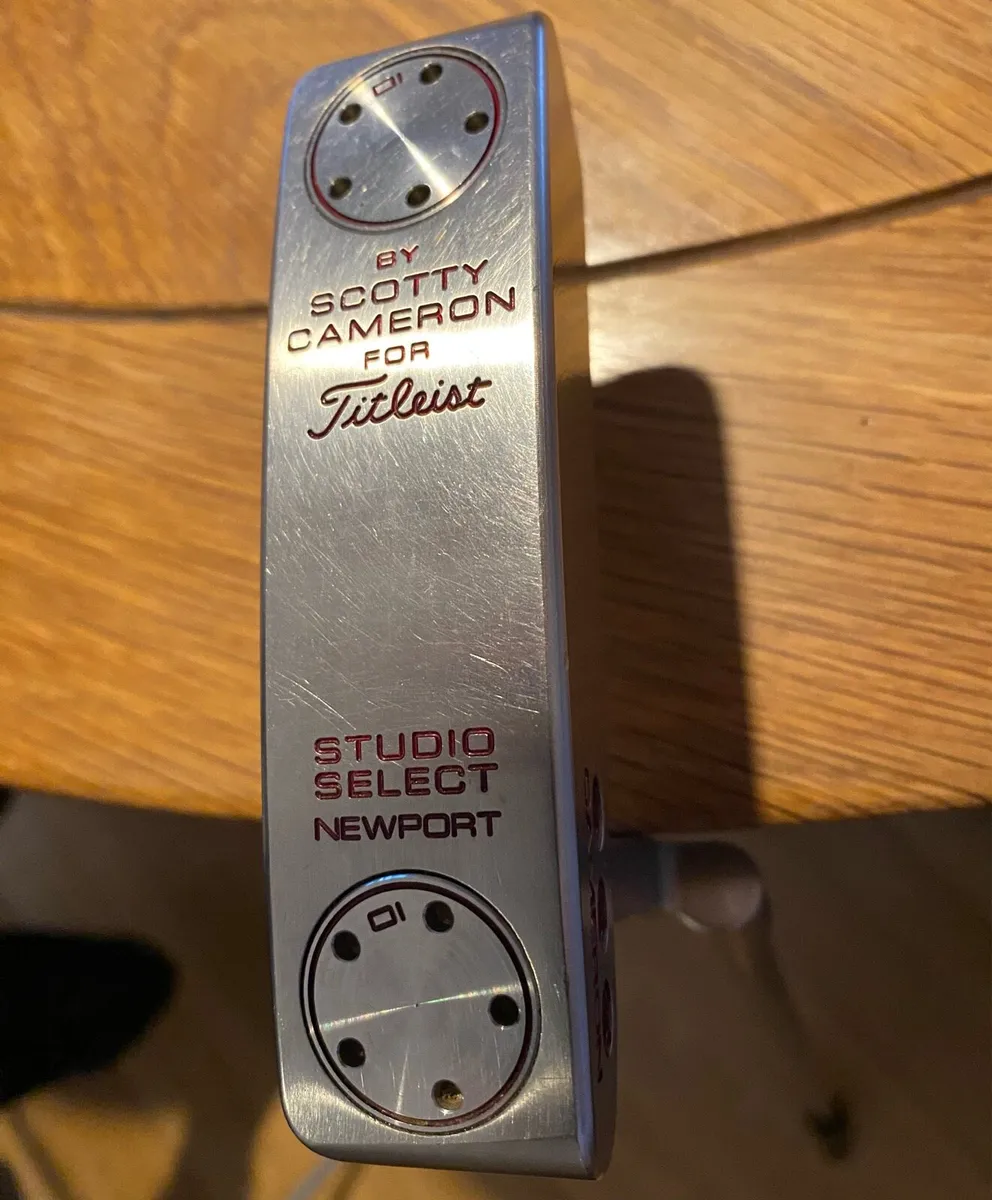 10
BY
SCOTTY
CAMERON
FOR
Titleist
STUDIO
SELECT
NEWPORT
10